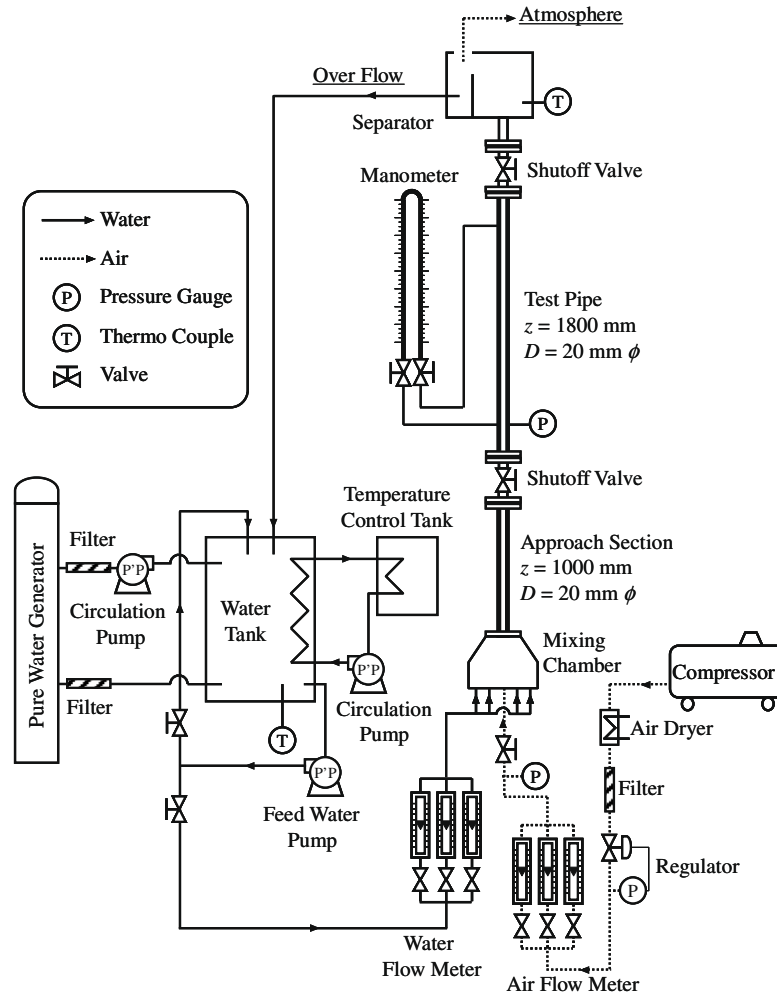 Atmosphere
Over Flow
T
Separator
Shutoff Valve
Manometer
Water
Air
P Pressure Gauge
T Thermo Couple
Valve
Test Pipe
z = 1800 mm
D = 20 mm ϕ
P
Shutoff Valve
Temperature
Control Tank
Approach Section
z = 1000 mm
D = 20 mm ϕ
Pure Water Generator
Filter
P'P
Circulation
Pump
Water
Tank
P'P
Circulation
Pump
Filter
T
P'P
Feed Water
Pump
Mixing
Chamber
Compressor
Air Dryer
P
Filter
Regulator
P
Water
Flow Meter
Air Flow Meter